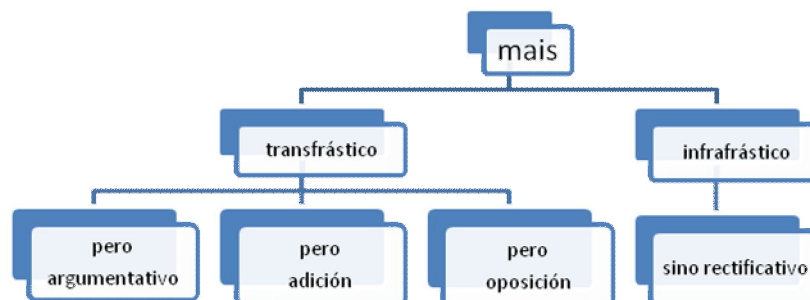 mais
transfrástico
infrafrástico
pero
argumentativo
pero
adición
pero
oposición
sino rectificativo